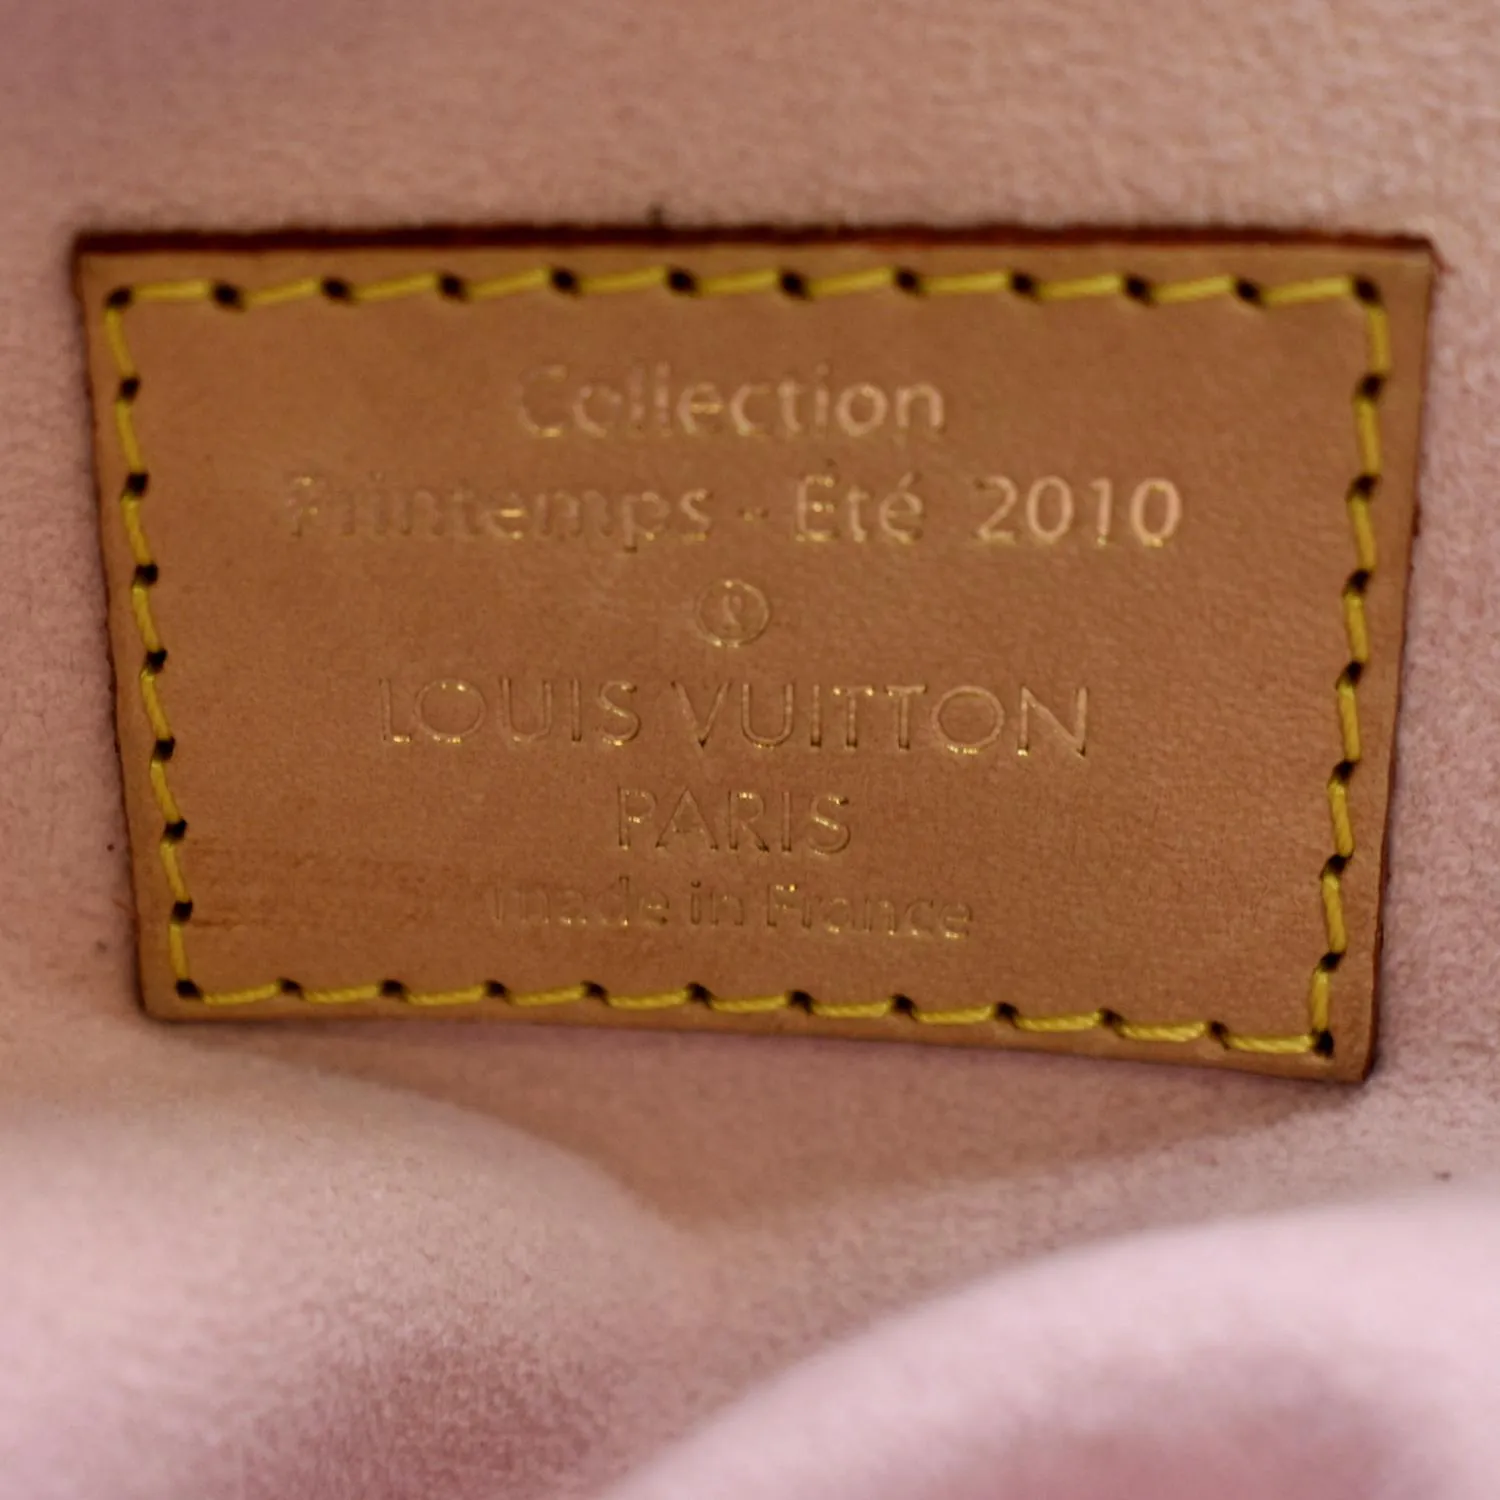 Collection
Printemps - Été 2010
LOUIS VUITTON
PARIS
made in France